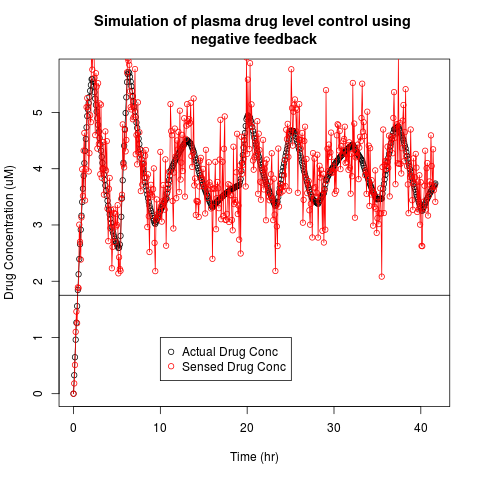 Simulation of plasma drug level control using
negative feedback
Drug Concentration (uM)
5
4
3
2
1
0
Actual Drug Conc
Sensed Drug Conc
0 10 20 30 40
Time (hr)